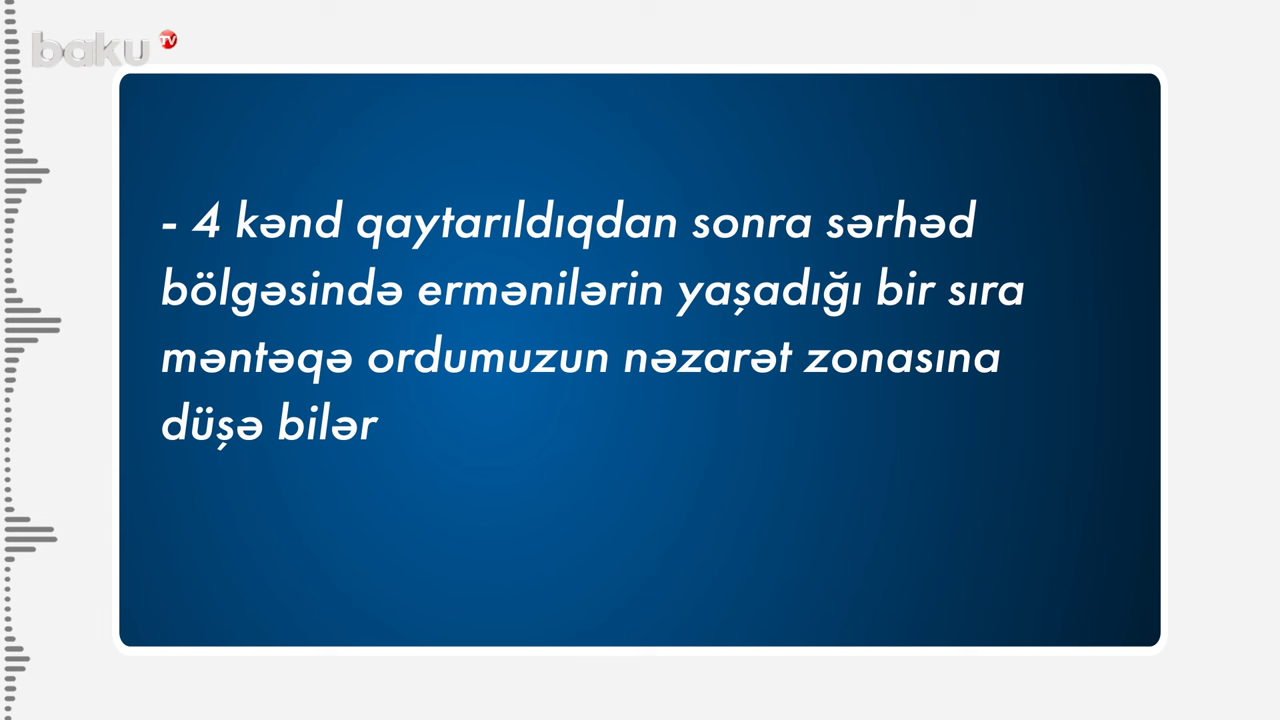 baku TV
- 4 kənd qaytarıldıqdan sonra sərhəd
bölgəsində ermənilərin yaşadığı bir sıra
məntəqə ordumuzun nəzarət zonasına
düşə bilər